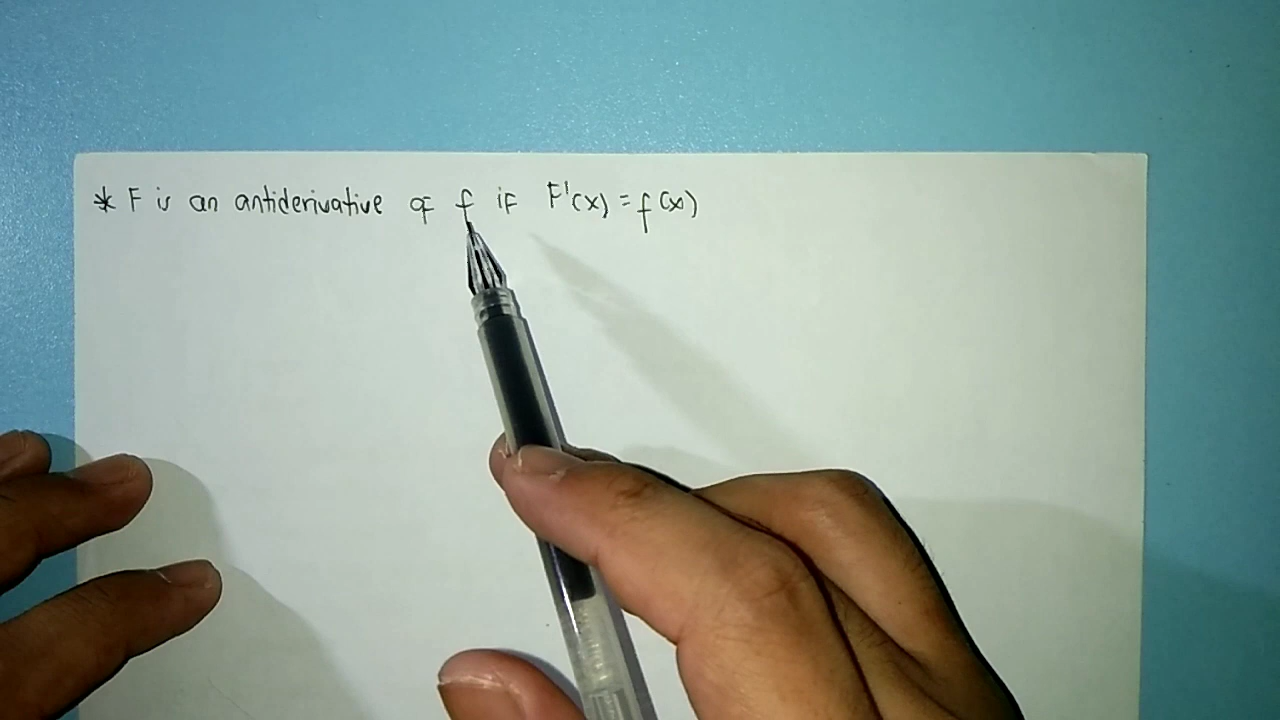 * F is an antiderivative of f if F'(x) = f(x)